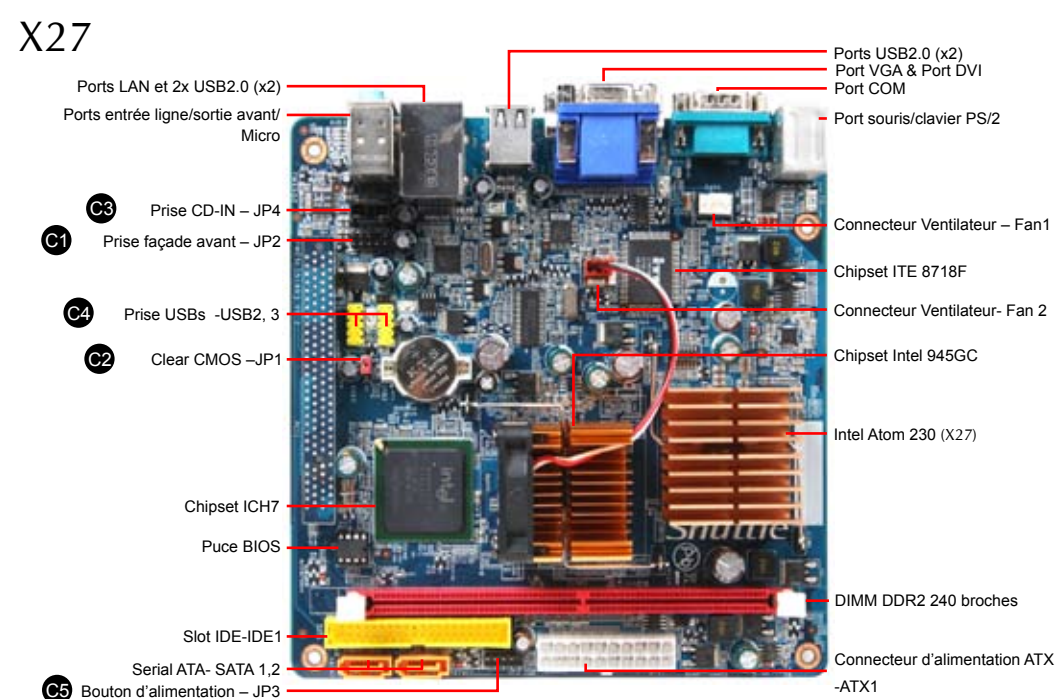 X27
Ports USB2.0 (x2)
Port VGA & Port DVI
Port COM
Port souris/clavier PS/2
Ports LAN et 2x USB2.0 (x2)
Ports entrée ligne/sortie avant/
Micro
C3 Prise CD-IN – JP4
C1 Prise façade avant – JP2
C4 Prise USBs -USB2, 3
C2 Clear CMOS –JP1
Chipset ICH7
Puce BIOS
Slot IDE-IDE1
Serial ATA- SATA 1,2
C5 Bouton d'alimentation – JP3
Connecteur Ventilateur – Fan1
Chipset ITE 8718F
Connecteur Ventilateur- Fan 2
Chipset Intel 945GC
Intel Atom 230 (X27)
DIMM DDR2 240 broches
Connecteur d'alimentation ATX
-ATX1
intel
Shuttle